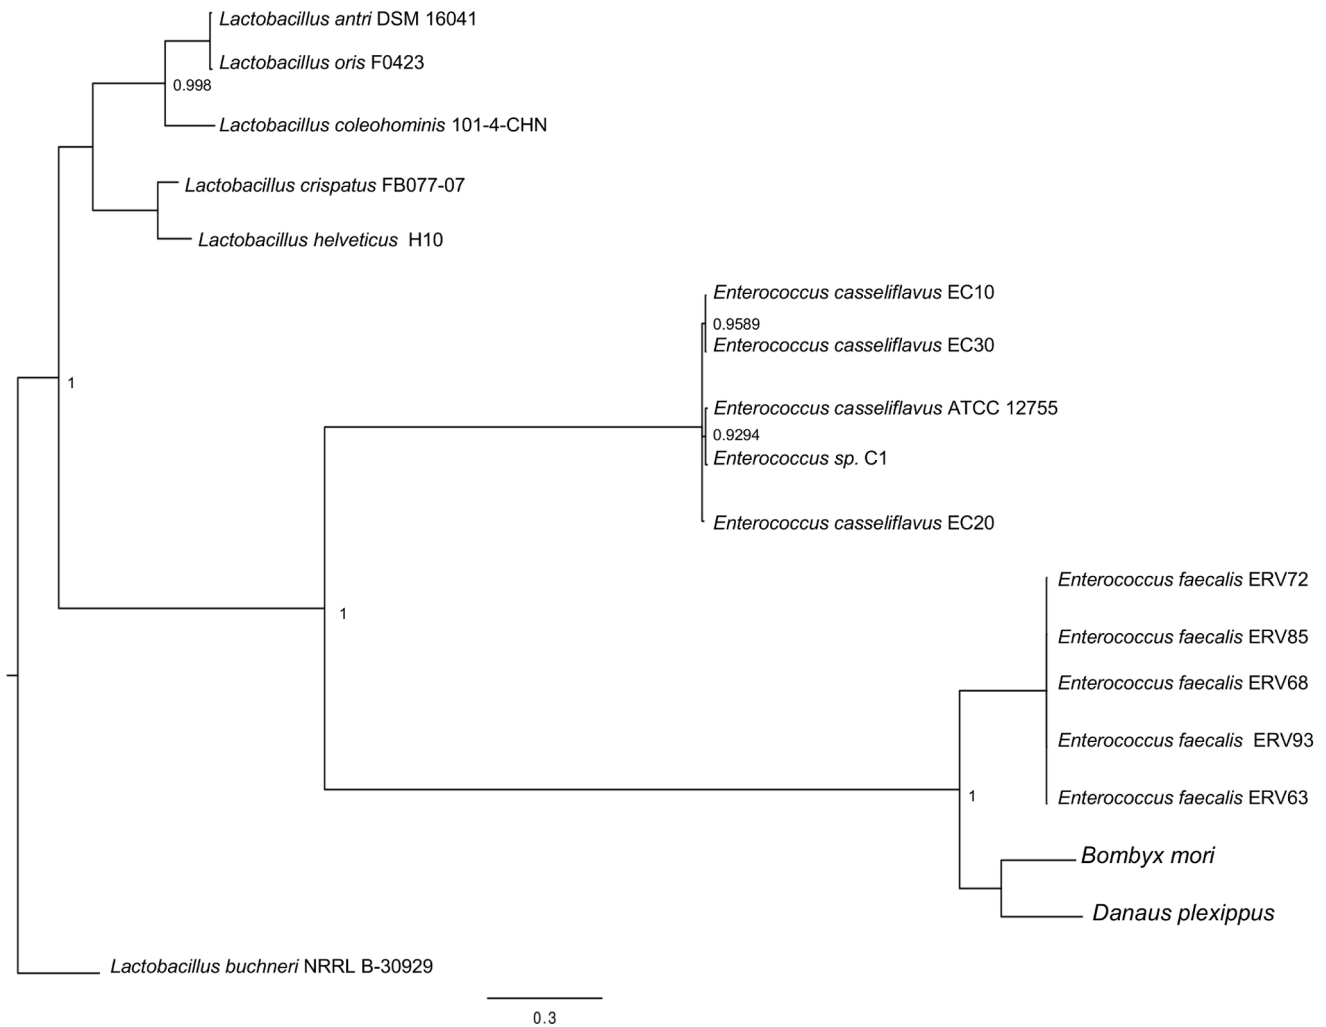 Lactobacillus antri DSM 16041
Lactobacillus oris F0423
0.998
Lactobacillus coleohominis 101-4-CHN
Lactobacillus crispatus FB077-07
Lactobacillus helveticus H10
Enterococcus casseliflavus EC10
0.9589
Enterococcus casseliflavus EC30
1
Enterococcus casseliflavus ATCC 12755
0.9294
Enterococcus sp. C1
Enterococcus casseliflavus EC20
Enterococcus faecalis ERV72
1
Enterococcus faecalis ERV85
Enterococcus faecalis ERV68
Enterococcus faecalis ERV93
1
Enterococcus faecalis ERV63
Bombyx mori
Danaus plexippus
Lactobacillus buchneri NRRL B-30929
0.3